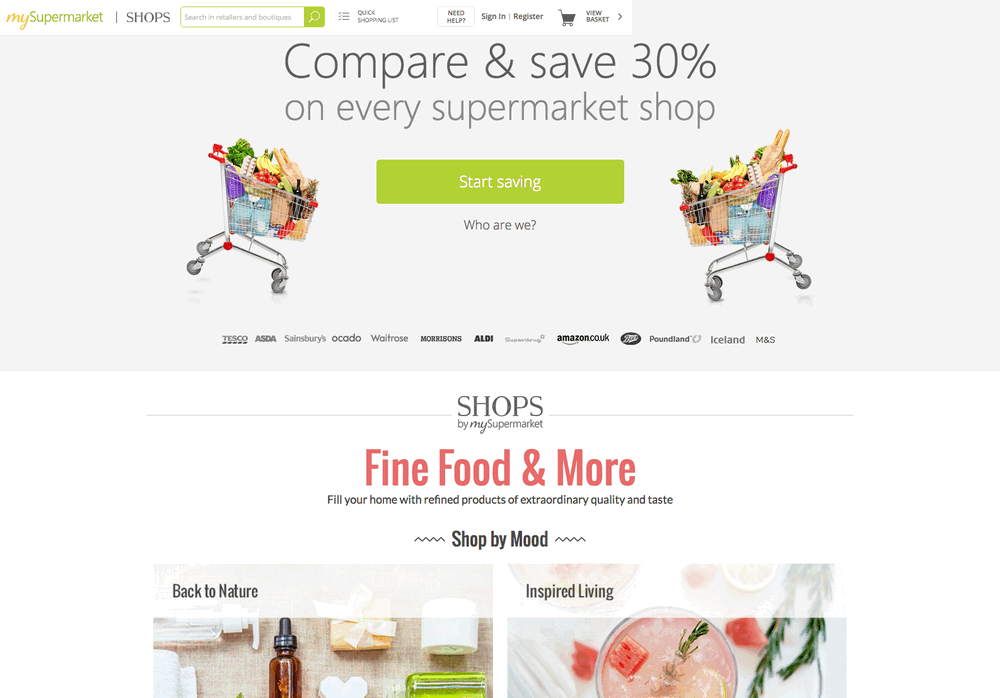 mySupermarket | SHOPS
Search in retailers and boutiques
QUICK
SHOPPING LIST
NEED
HELP?
Sign In | Register
VIEW
BASKET
Compare & save 30%
on every supermarket shop
Start saving
Who are we?
TESCO ASDA Sainsbury's ocado Waitrose MORRISONS ALDI Superdrug amazon.co.uk Boots Poundland Iceland M&S
SHOPS
by mySupermarket
Fine Food & More
Fill your home with refined products of extraordinary quality and taste
Shop by Mood
Back to Nature
Inspired Living